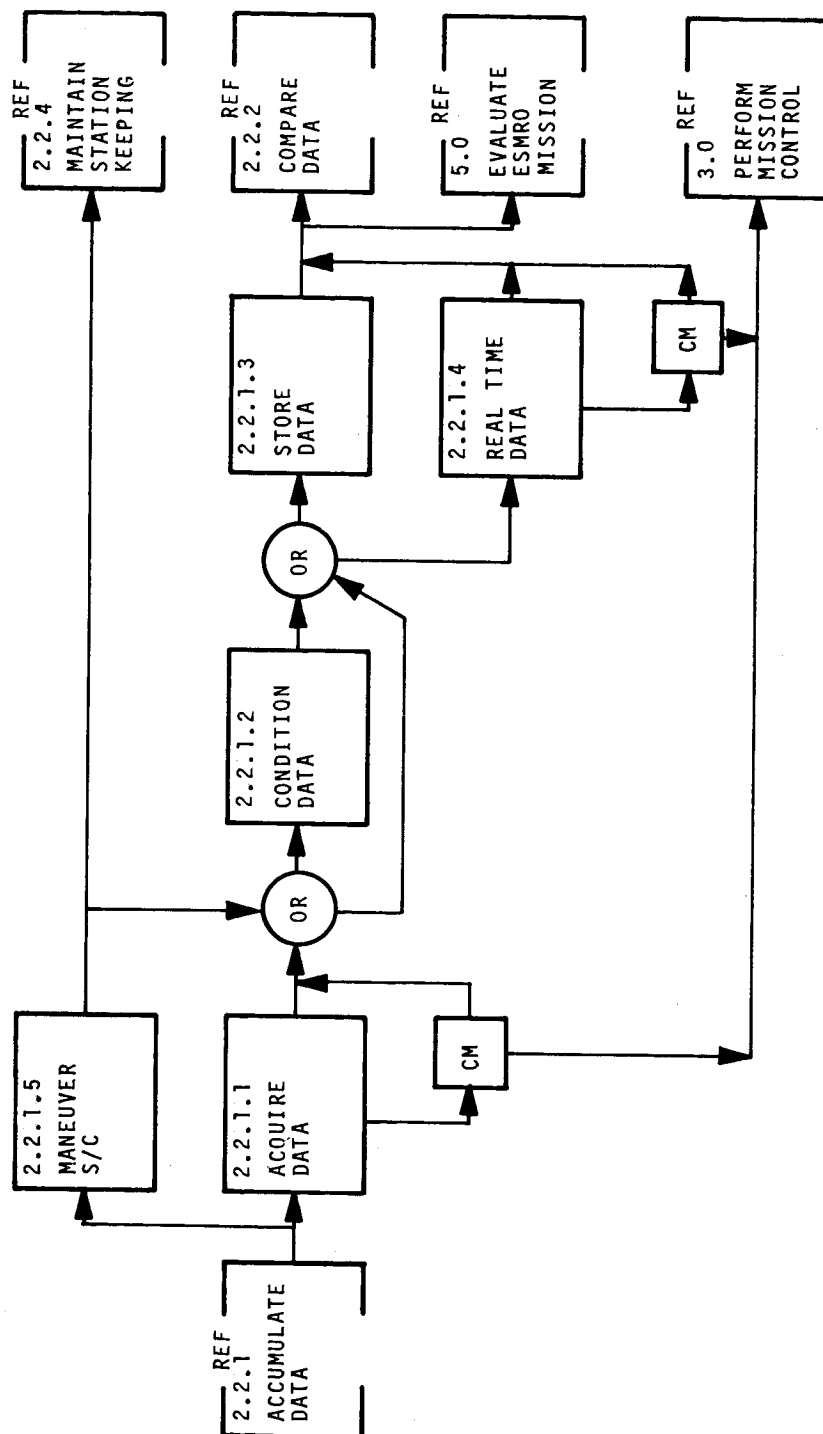 REF
2.2.1
ACCUMULATE
DATA
2.2.1.5
MANEUVER
S/C
2.2.1.1
ACQUIRE
DATA
CM
OR
2.2.1.2
CONDITION
DATA
OR
2.2.1.3
STORE
DATA
2.2.1.4
REAL TIME
DATA
CM
REF
2.2.4
MAINTAIN
STATION
KEEPING
REF
2.2.2
COMPARE
DATA
REF
5.0
EVALUATE
ESMRO
MISSION
REF
3.0
PERFORM
MISSION
CONTROL